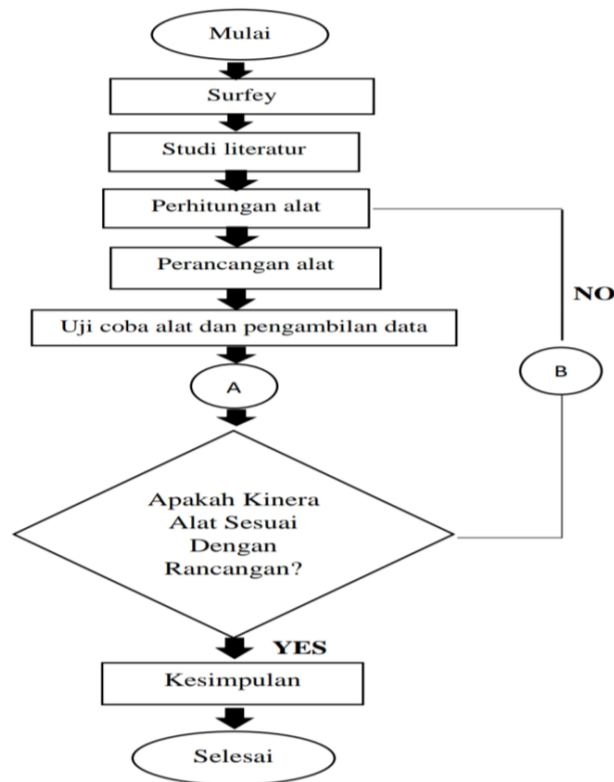 Mulai
Surfey
Studi literatur
Perhitungan alat
Perancangan alat
NO
Uji coba alat dan pengambilan data
A
B
Apakah Kinera
Alat Sesuai
Dengan
Rancangan?
YES
Kesimpulan
Selesai